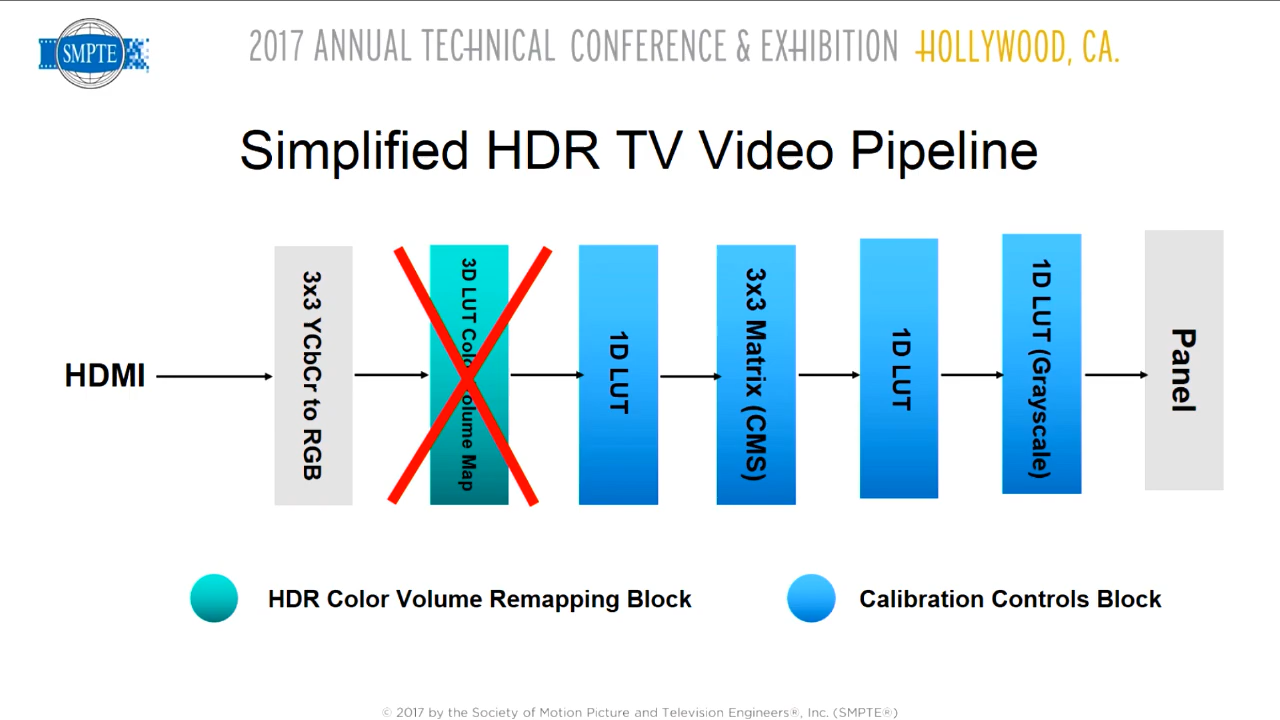 SMPTE
2017 ANNUAL TECHNICAL CONFERENCE & EXHIBITION HOLLYWOOD, CA.
Simplified HDR TV Video Pipeline
HDMI
3x3 YCbCr to RGB
3D LUT Color Volume Map
1D LUT
3x3 Matrix (CMS)
1D LUT
1D LUT (Grayscale)
Panel
HDR Color Volume Remapping Block
Calibration Controls Block
© 2017 by the Society of Motion Picture and Television Engineers®, Inc. (SMPTE®)